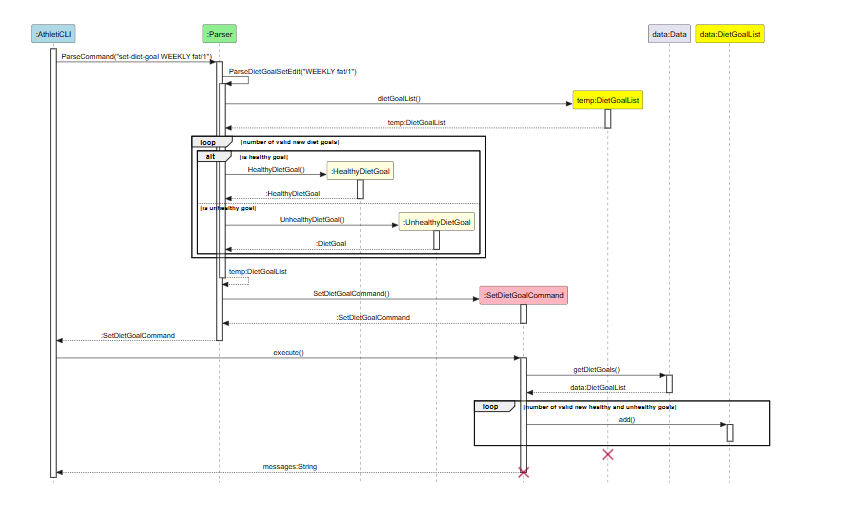 :AthletiCLI
:Parser
data:Data
data:DietGoalList
ParseCommand("set-diet-goal WEEKLY fat/1")
ParseDietGoalSetEdit("WEEKLY fat/1")
dietGoalList()
temp:DietGoalList
temp:DietGoalList
loop
[number of valid new diet goals]
alt
[is healthy goal]
HealthyDietGoal()
:HealthyDietGoal
:HealthyDietGoal
[is unhealthy goal]
UnhealthyDietGoal()
:UnhealthyDietGoal
:DietGoal
temp:DietGoalList
SetDietGoalCommand()
:SetDietGoalCommand
:SetDietGoalCommand
:SetDietGoalCommand
execute()
getDietGoals()
data:DietGoalList
loop
[number of valid new healthy and unhealthy goals]
add()
messages:String